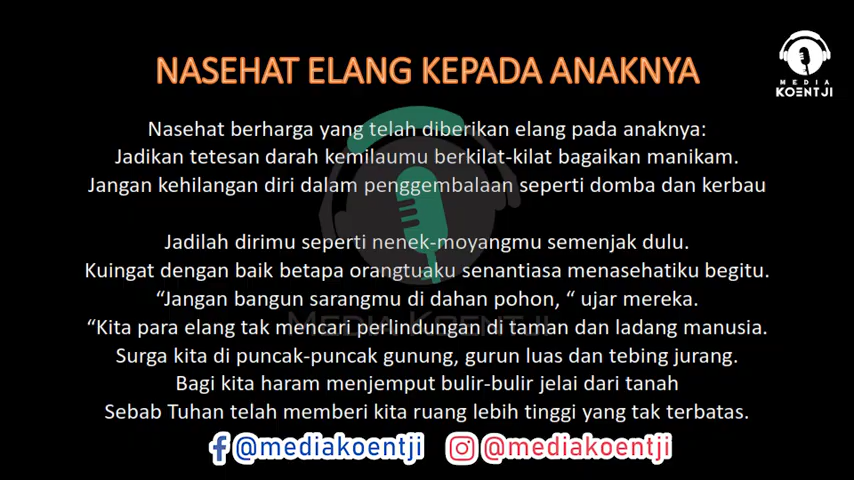 NASEHAT ELANG KEPADA ANAKNYA
MEDIA
KOENTJI
Nasehat berharga yang telah diberikan elang pada anaknya:
Jadikan tetesan darah kemilaumu berkilat-kilat bagaikan manikam.
Jangan kehilangan diri dalam penggembalaan seperti domba dan kerbau
Jadilah dirimu seperti nenek-moyangmu semenjak dulu.
Kuingat dengan baik betapa orangtuaku senantiasa menasehatiku begitu.
“Jangan bangun sarangmu di dahan pohon, “ ujar mereka.
“Kita para elang tak mencari perlindungan di taman dan ladang manusia.
Surga kita di puncak-puncak gunung, gurun luas dan tebing jurang.
Bagi kita haram menjemput bulir-bulir jelai dari tanah
Sebab Tuhan telah memberi kita ruang lebih tinggi yang tak terbatas.
MEDIA KOENTJI
@mediakoentji @mediakoentji